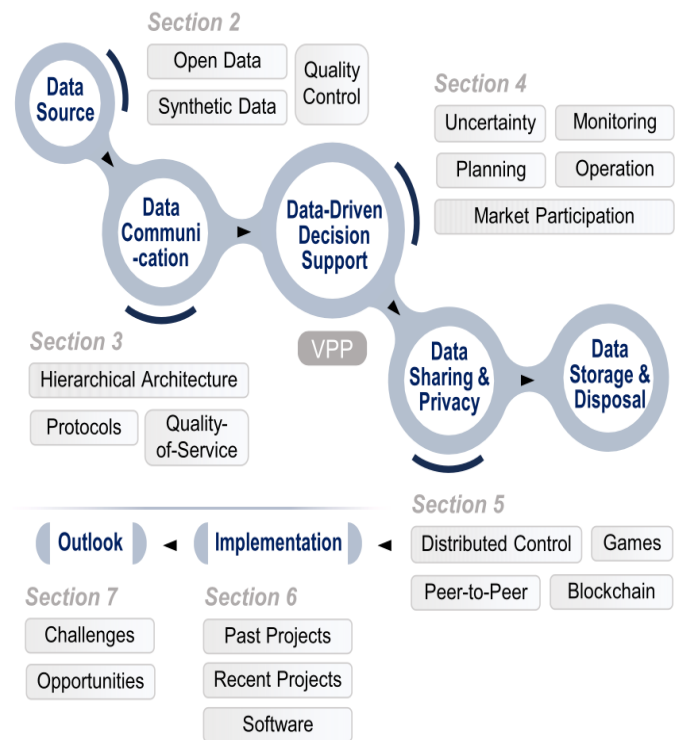 Section 2
Open Data
Synthetic Data
Quality
Control
Data
Source
Section 4
Uncertainty
Monitoring
Planning
Operation
Market Participation
Data
Communi
-cation
Data-Driven
Decision
Support
Section 3
Hierarchical Architecture
Protocols
Quality-
of-Service
VPP
Data
Sharing &
Privacy
Data
Storage &
Disposal
Section 5
Distributed Control
Games
Peer-to-Peer
Blockchain
Implementation
Outlook
Section 6
Past Projects
Recent Projects
Software
Section 7
Challenges
Opportunities